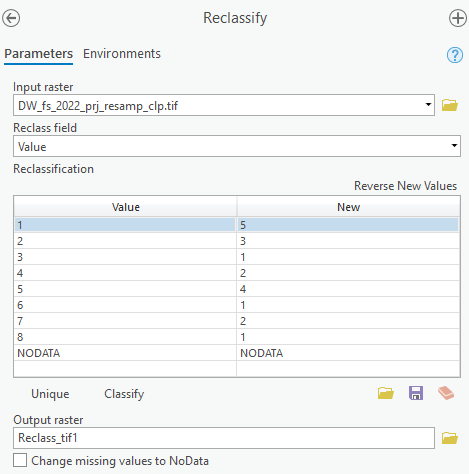 Reclassify
Parameters Environments
?
Input raster
DW_fs_2022_prj_resamp_clp.tif
Reclass field
Value
Reclassification
Reverse New Values
Value New
1 5
2 3
3 1
4 2
5 4
6 1
7 2
8 1
NODATA NODATA
Unique Classify
Output raster
Reclass_tif1
Change missing values to NoData